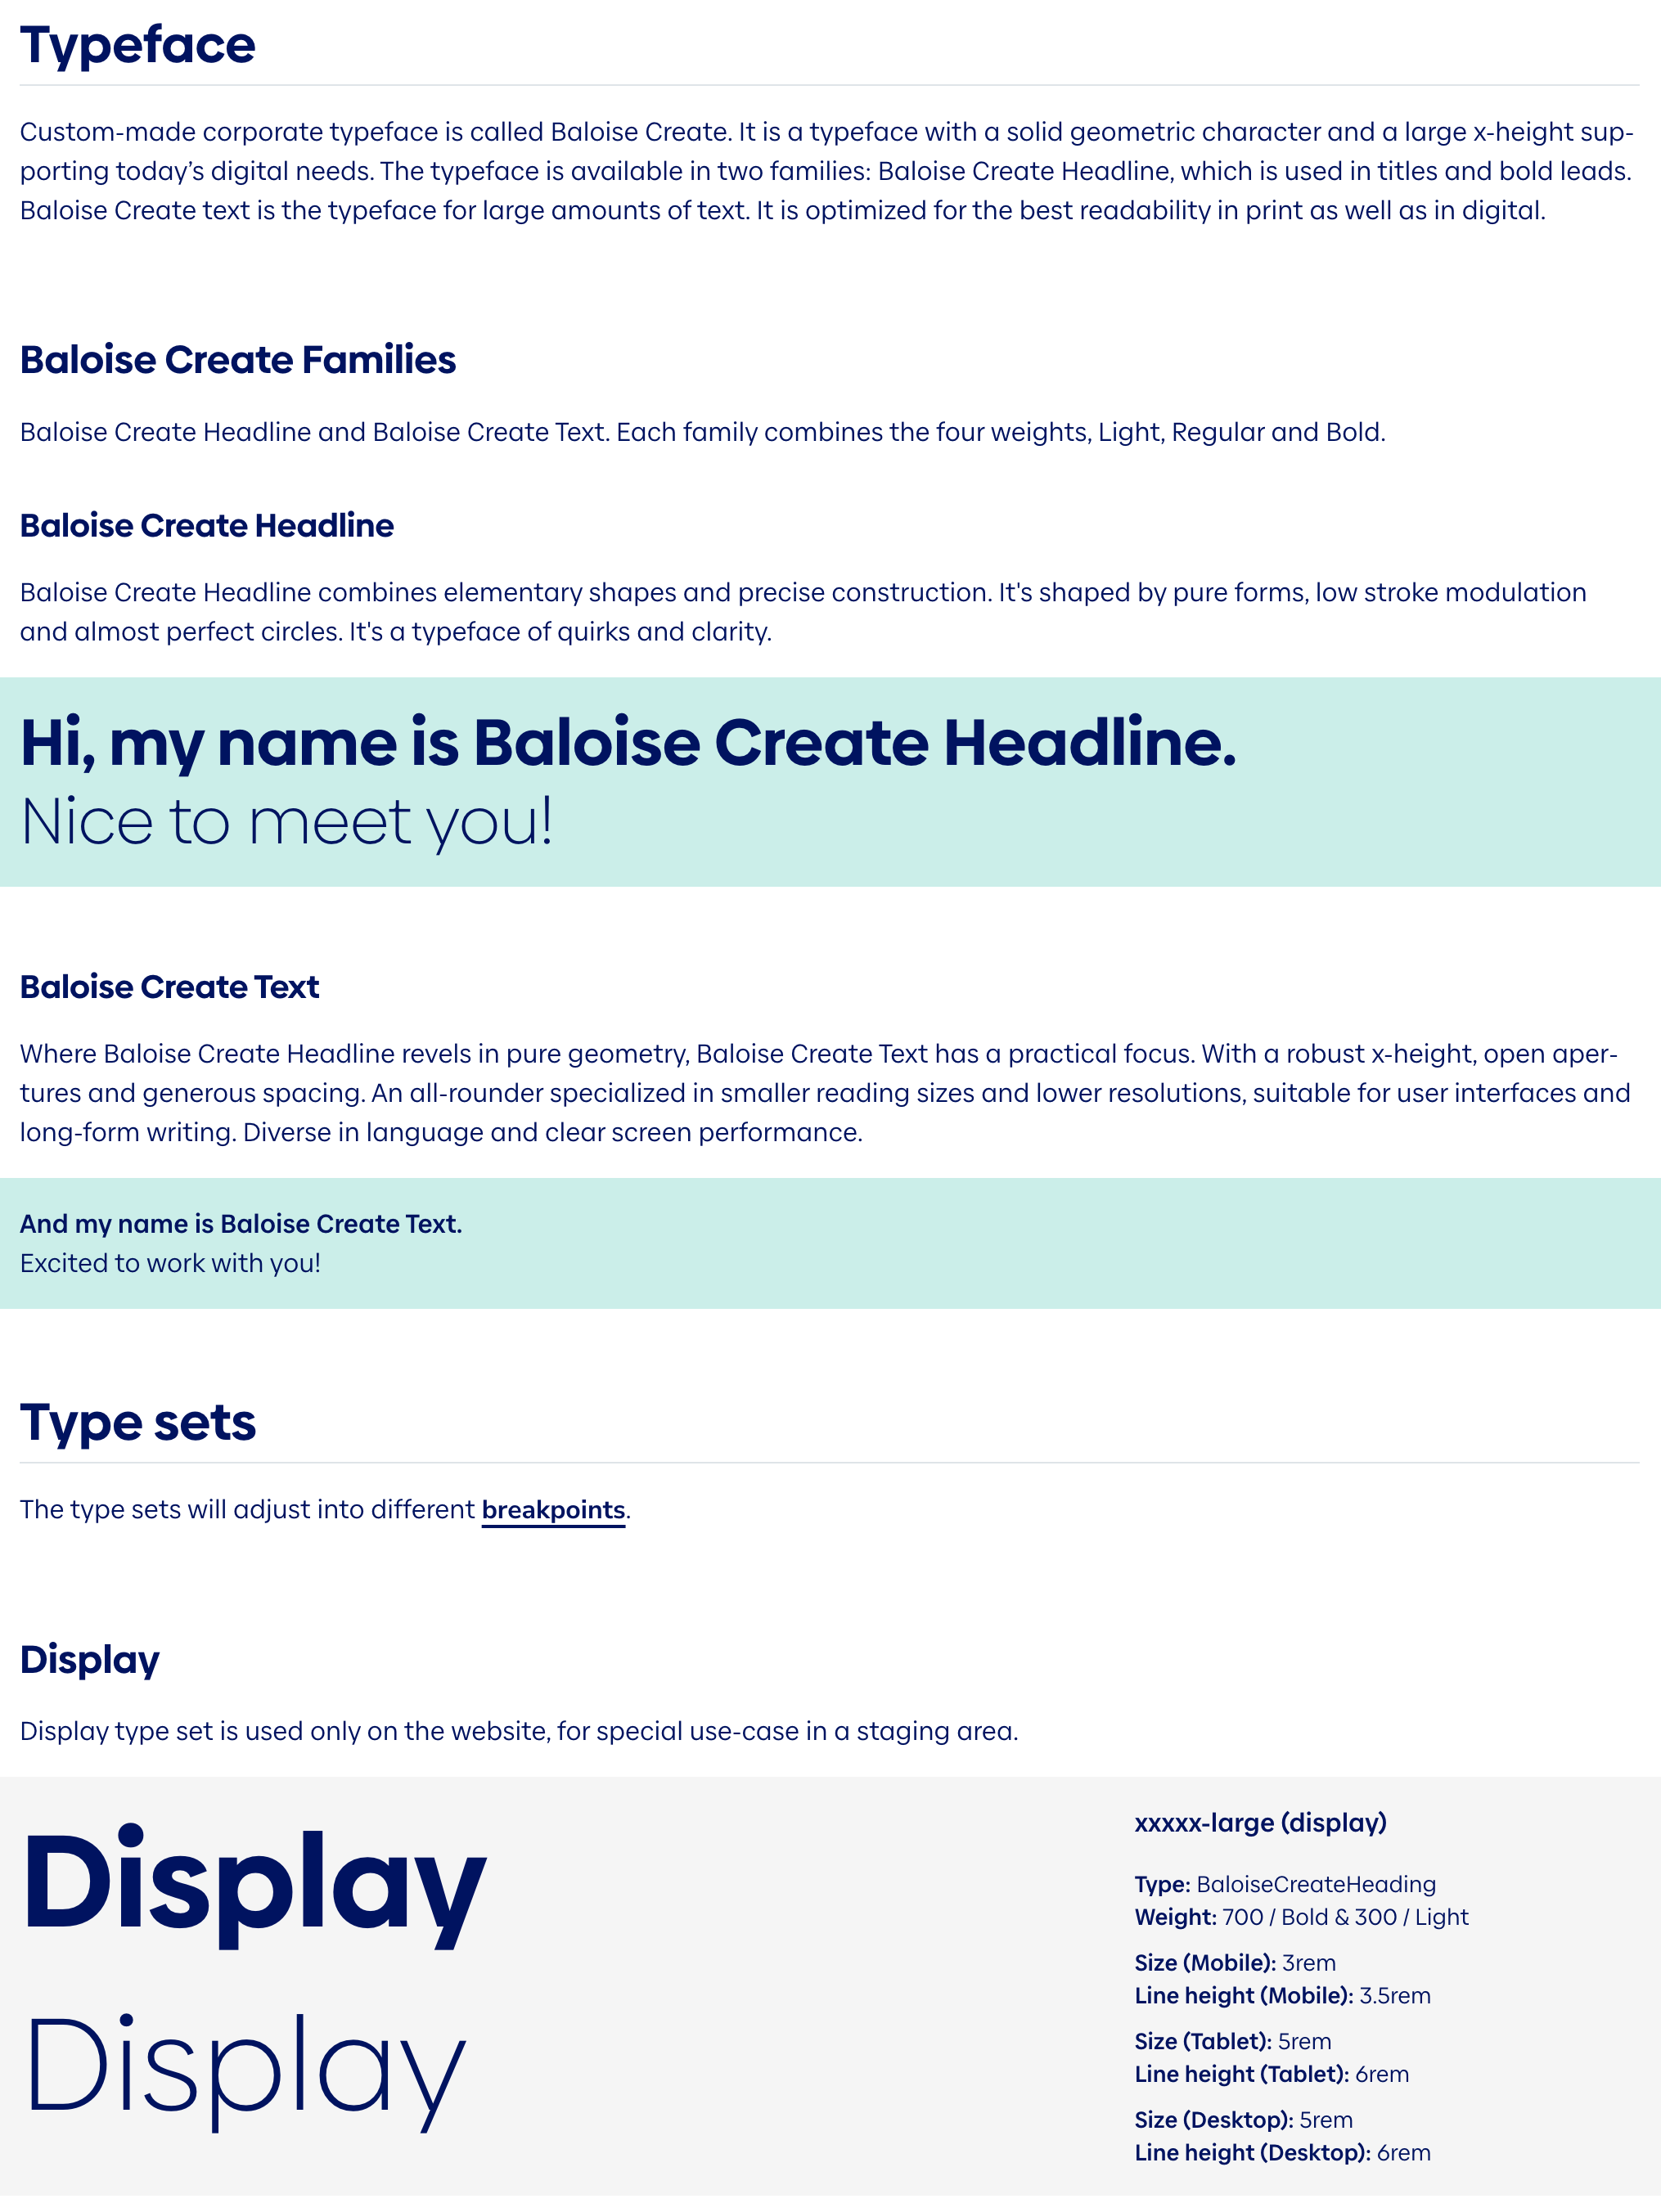 Typeface
Custom-made corporate typeface is called Baloise Create. It is a typeface with a solid geometric character and a large x-height sup-
porting today’s digital needs. The typeface is available in two families: Baloise Create Headline, which is used in titles and bold leads.
Baloise Create text is the typeface for large amounts of text. It is optimized for the best readability in print as well as in digital.
Baloise Create Families
Baloise Create Headline and Baloise Create Text. Each family combines the four weights, Light, Regular and Bold.
Baloise Create Headline
Baloise Create Headline combines elementary shapes and precise construction. It's shaped by pure forms, low stroke modulation
and almost perfect circles. It's a typeface of quirks and clarity.
Hi, my name is Baloise Create Headline.
Nice to meet you!
Baloise Create Text
Where Baloise Create Headline revels in pure geometry, Baloise Create Text has a practical focus. With a robust x-height, open aper-
tures and generous spacing. An all-rounder specialized in smaller reading sizes and lower resolutions, suitable for user interfaces and
long-form writing. Diverse in language and clear screen performance.
And my name is Baloise Create Text.
Excited to work with you!
Type sets
The type sets will adjust into different breakpoints.
Display
Display type set is used only on the website, for special use-case in a staging area.
Display
Display
xxxxx-large (display)
Type: BaloiseCreateHeading
Weight: 700 / Bold & 300 / Light
Size (Mobile): 3rem
Line height (Mobile): 3.5rem
Size (Tablet): 5rem
Line height (Tablet): 6rem
Size (Desktop): 5rem
Line height (Desktop): 6rem